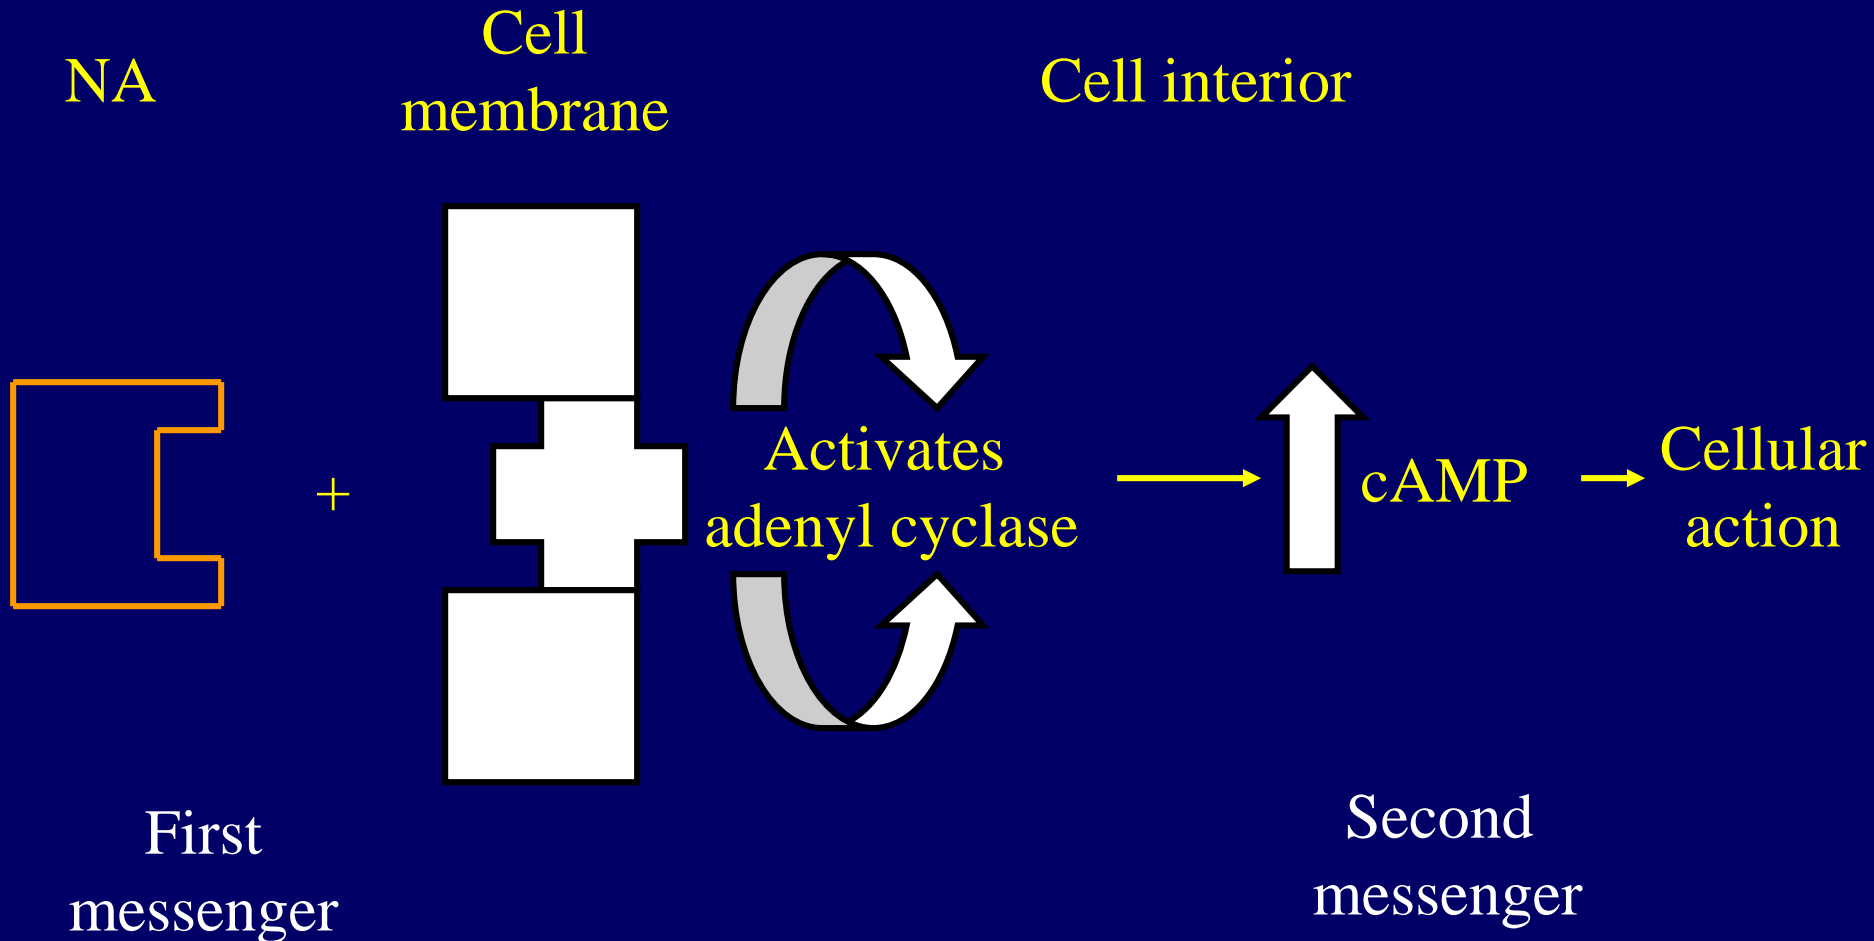 NA
Cell
membrane
Cell interior
+
Activates
adenyl cyclase
cAMP
Cellular
action
First
messenger
Second
messenger